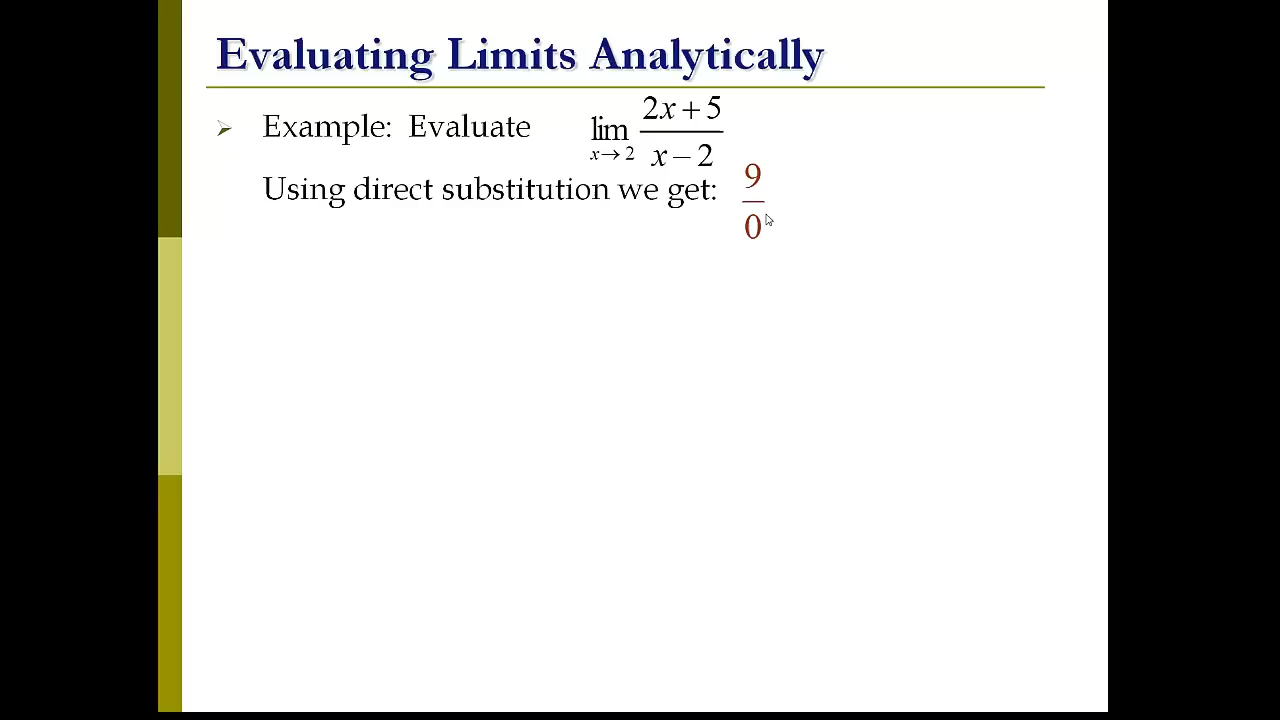 Evaluating Limits Analytically
Example: Evaluate lim x→2 2x+5 / x−2
Using direct substitution we get: 9/0